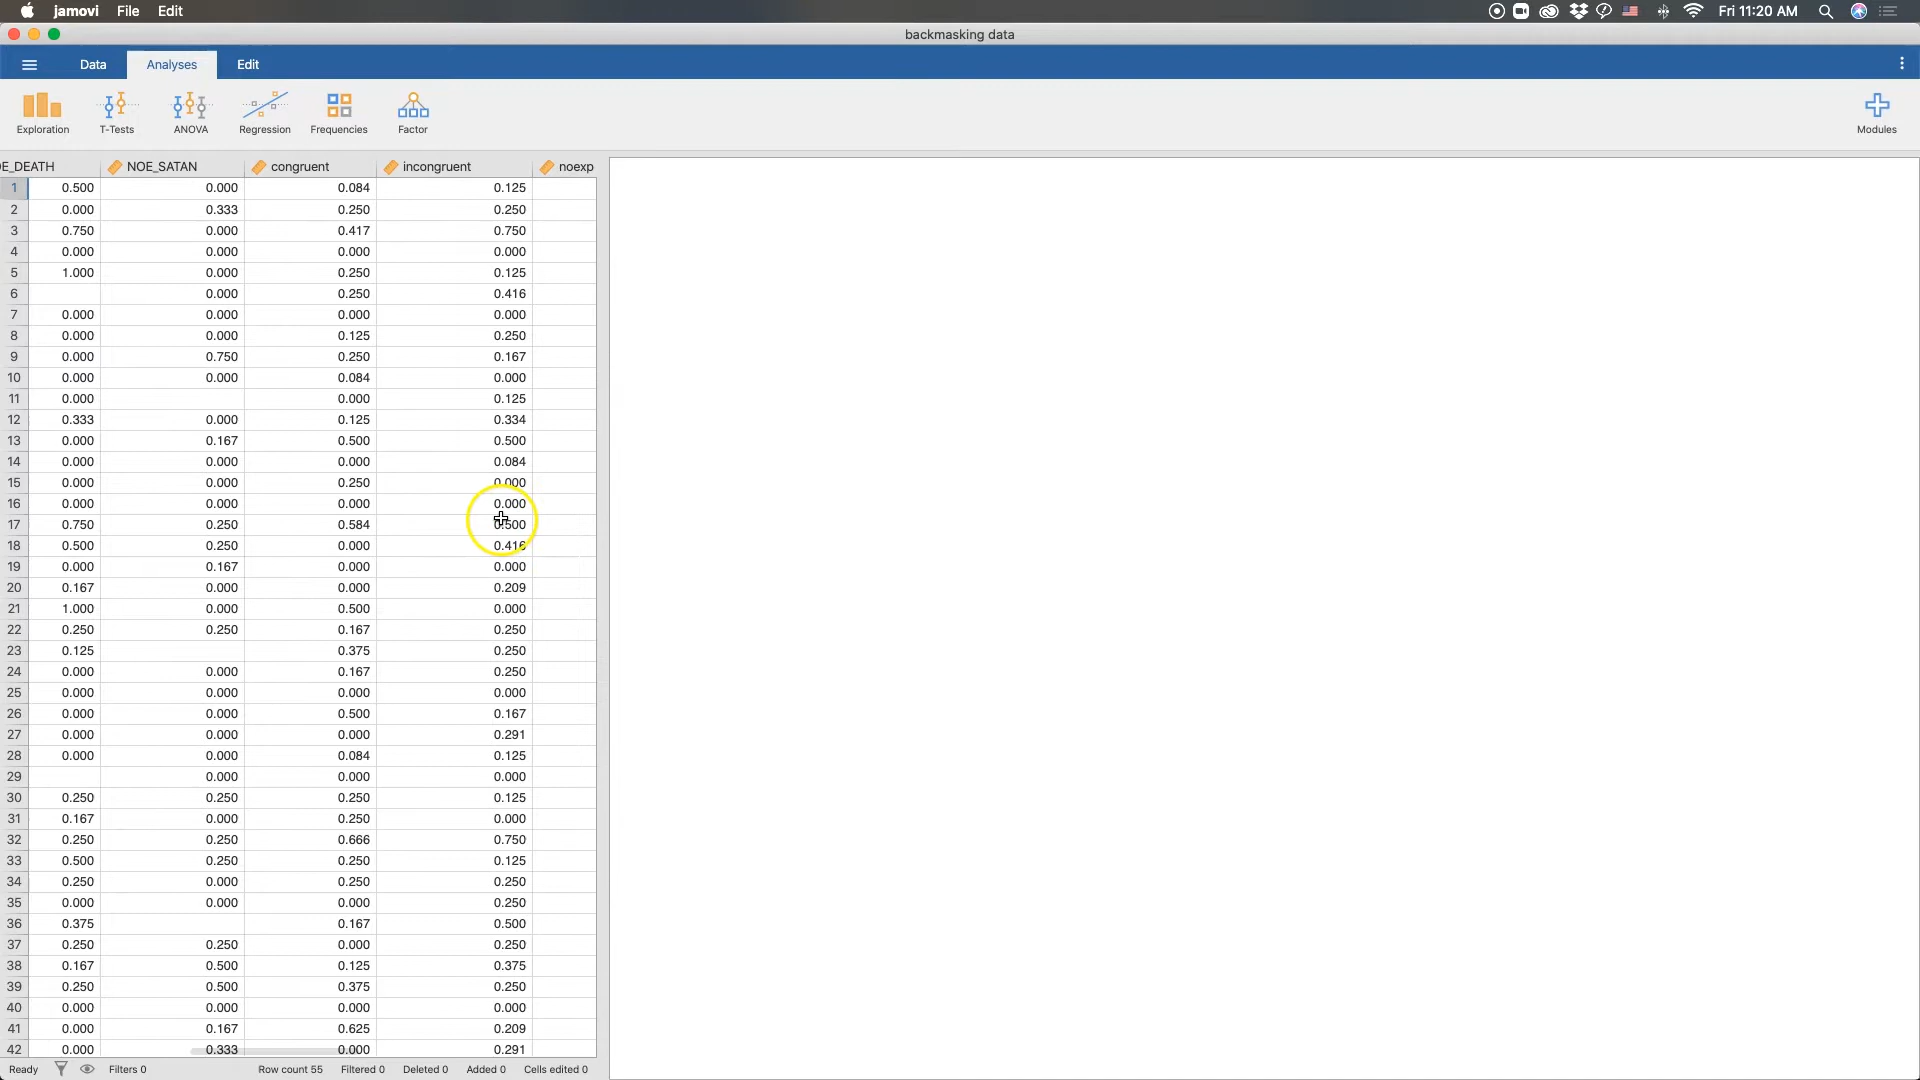 jamovi File Edit Fri 11:20 AM
backmasking data
Data Analyses Edit
Exploration T-Tests ANOVA Regression Frequencies Factor Modules
E_DEATH NOE_SATAN congruent incongruent noexp
1 0.500 0.000 0.084 0.125
2 0.000 0.333 0.250 0.250
3 0.750 0.000 0.417 0.750
4 0.000 0.000 0.000 0.000
5 1.000 0.000 0.250 0.125
6 0.000 0.250 0.416
7 0.000 0.000 0.000 0.000
8 0.000 0.000 0.125 0.250
9 0.000 0.750 0.250 0.167
10 0.000 0.000 0.084 0.000
11 0.000 0.000 0.125
12 0.333 0.000 0.125 0.334
13 0.000 0.167 0.500 0.500
14 0.000 0.000 0.000 0.084
15 0.000 0.000 0.250 0.000
16 0.000 0.000 0.000 0.000
17 0.750 0.250 0.584 0.500
18 0.500 0.250 0.000 0.416
19 0.000 0.167 0.000 0.000
20 0.167 0.000 0.000 0.209
21 1.000 0.000 0.500 0.000
22 0.250 0.250 0.167 0.250
23 0.125 0.375 0.250
24 0.000 0.000 0.167 0.250
25 0.000 0.000 0.000 0.000
26 0.000 0.000 0.500 0.167
27 0.000 0.000 0.000 0.291
28 0.000 0.000 0.084 0.125
29 0.000 0.000 0.000
30 0.250 0.250 0.250 0.125
31 0.167 0.000 0.250 0.000
32 0.250 0.250 0.666 0.750
33 0.500 0.250 0.250 0.125
34 0.250 0.000 0.250 0.250
35 0.000 0.000 0.000 0.250
36 0.375 0.167 0.500
37 0.250 0.250 0.000 0.250
38 0.167 0.500 0.125 0.375
39 0.250 0.500 0.375 0.250
40 0.000 0.000 0.000 0.000
41 0.000 0.167 0.625 0.209
42 0.000 0.333 0.000 0.291
Ready Filters 0 Row count 55 Filtered 0 Deleted 0 Added 0 Cells edited 0